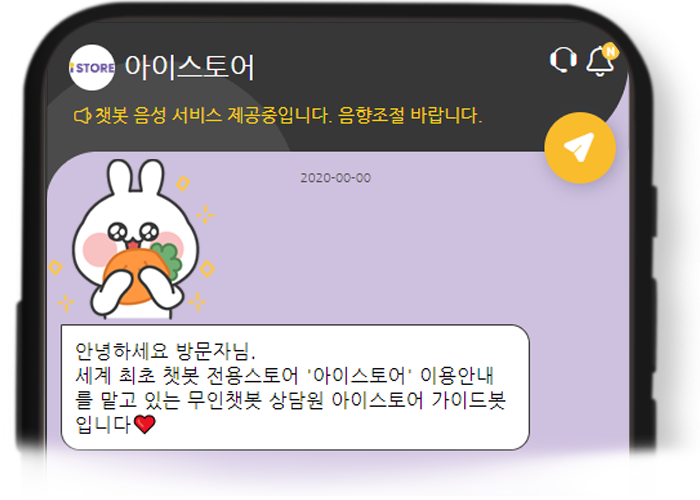 iSTORE 아이스토어
N
챗봇 음성 서비스 제공중입니다. 음향조절 바랍니다.
2020-00-00
안녕하세요 방문자님.
세계 최초 챗봇 전용스토어 '아이스토어' 이용안내
를 맡고 있는 무인챗봇 상담원 아이스토어 가이드봇
입니다